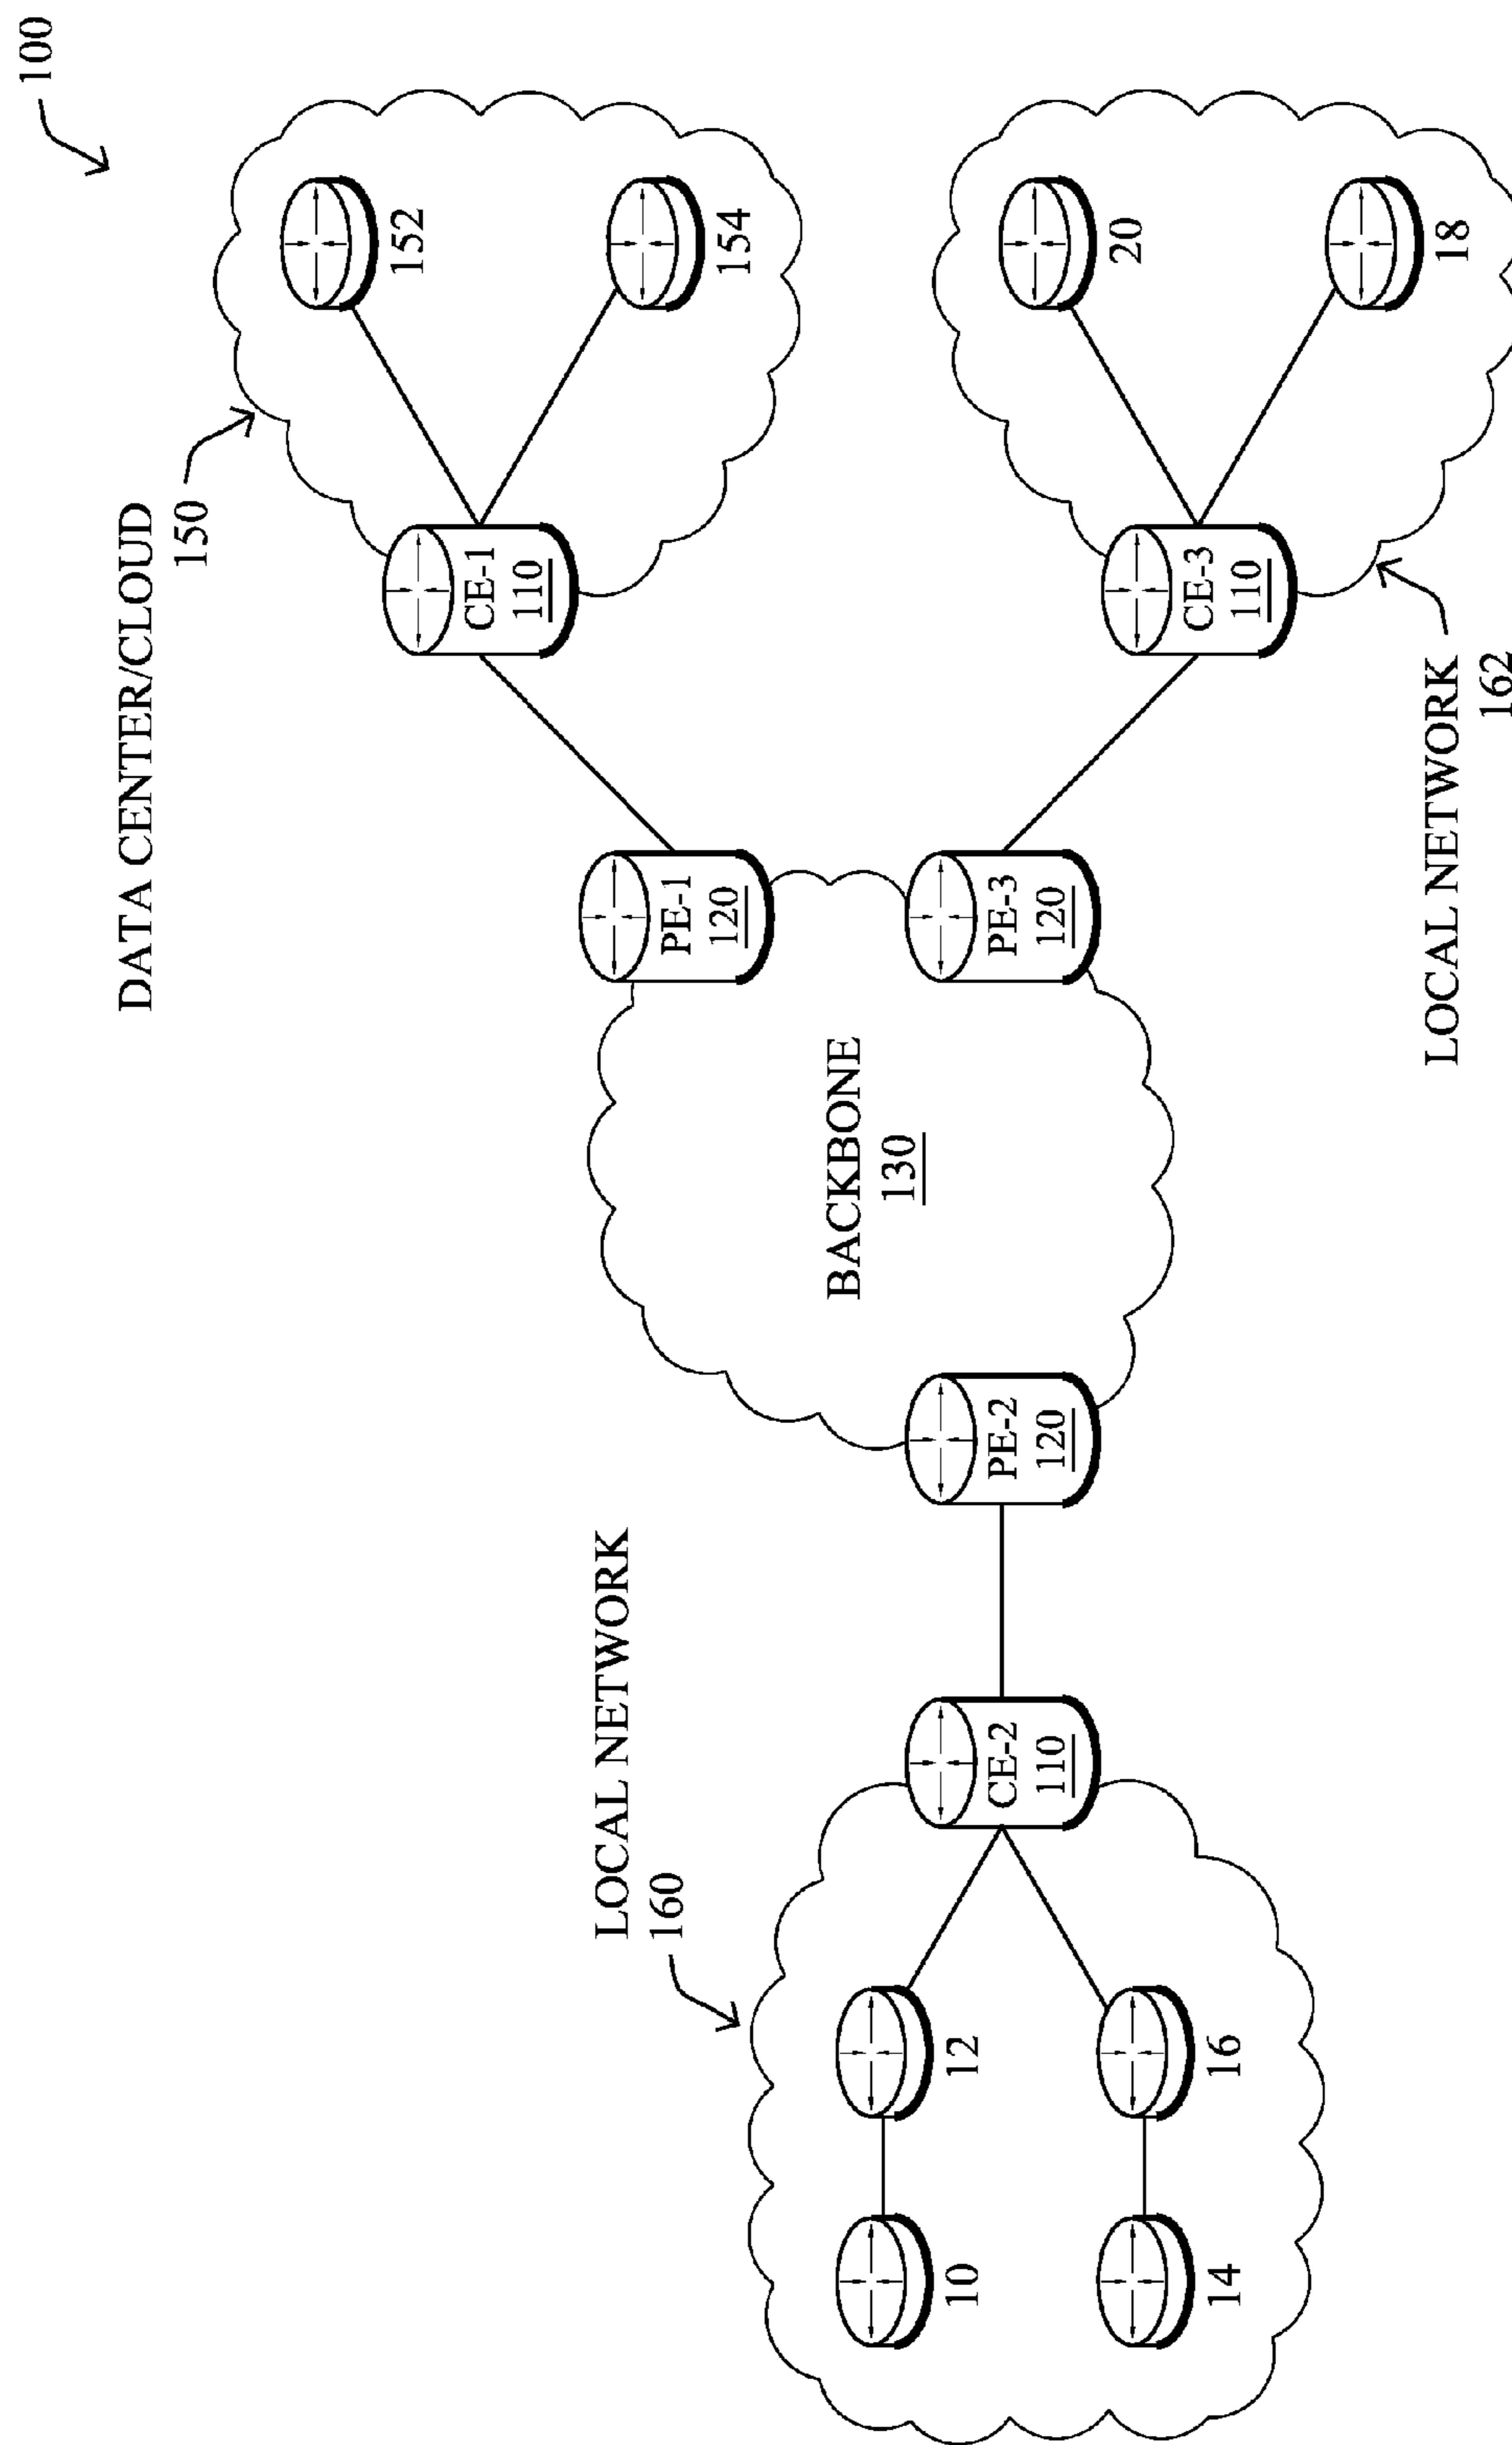 100
DATA CENTER/CLOUD
150
152
154
CE-1
110
PE-1
120
LOCAL NETWORK
160
BACKBONE
130
10
12
14
16
CE-2
110
PE-2
120
PE-3
120
CE-3
110
20
18
LOCAL NETWORK
162